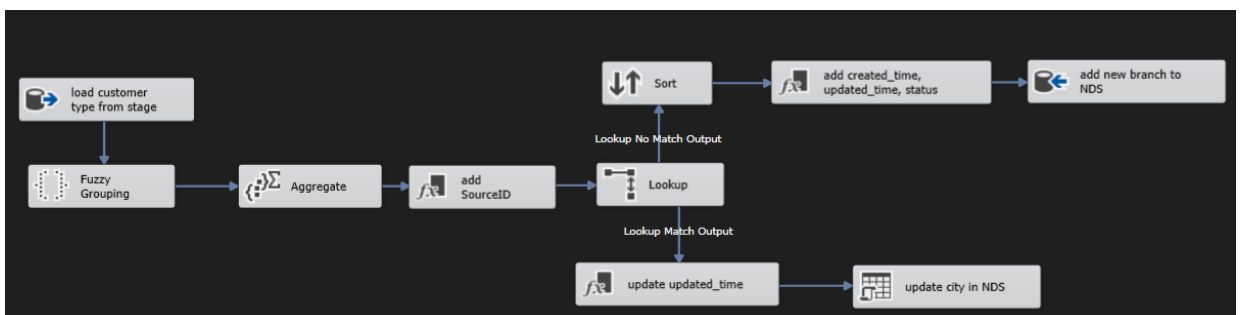 load customer
type from stage
Fuzzy
Grouping
Aggregate
add
SourceID
Lookup
Lookup No Match Output
Sort
add created_time,
updated_time, status
add new branch to
NDS
Lookup Match Output
update updated_time
update city in NDS